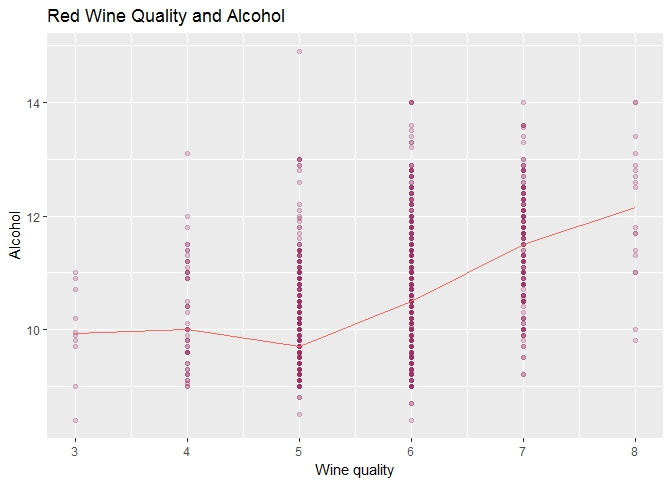 Red Wine Quality and Alcohol
14
12
10
Alcohol
3 4 5 6 7 8
Wine quality